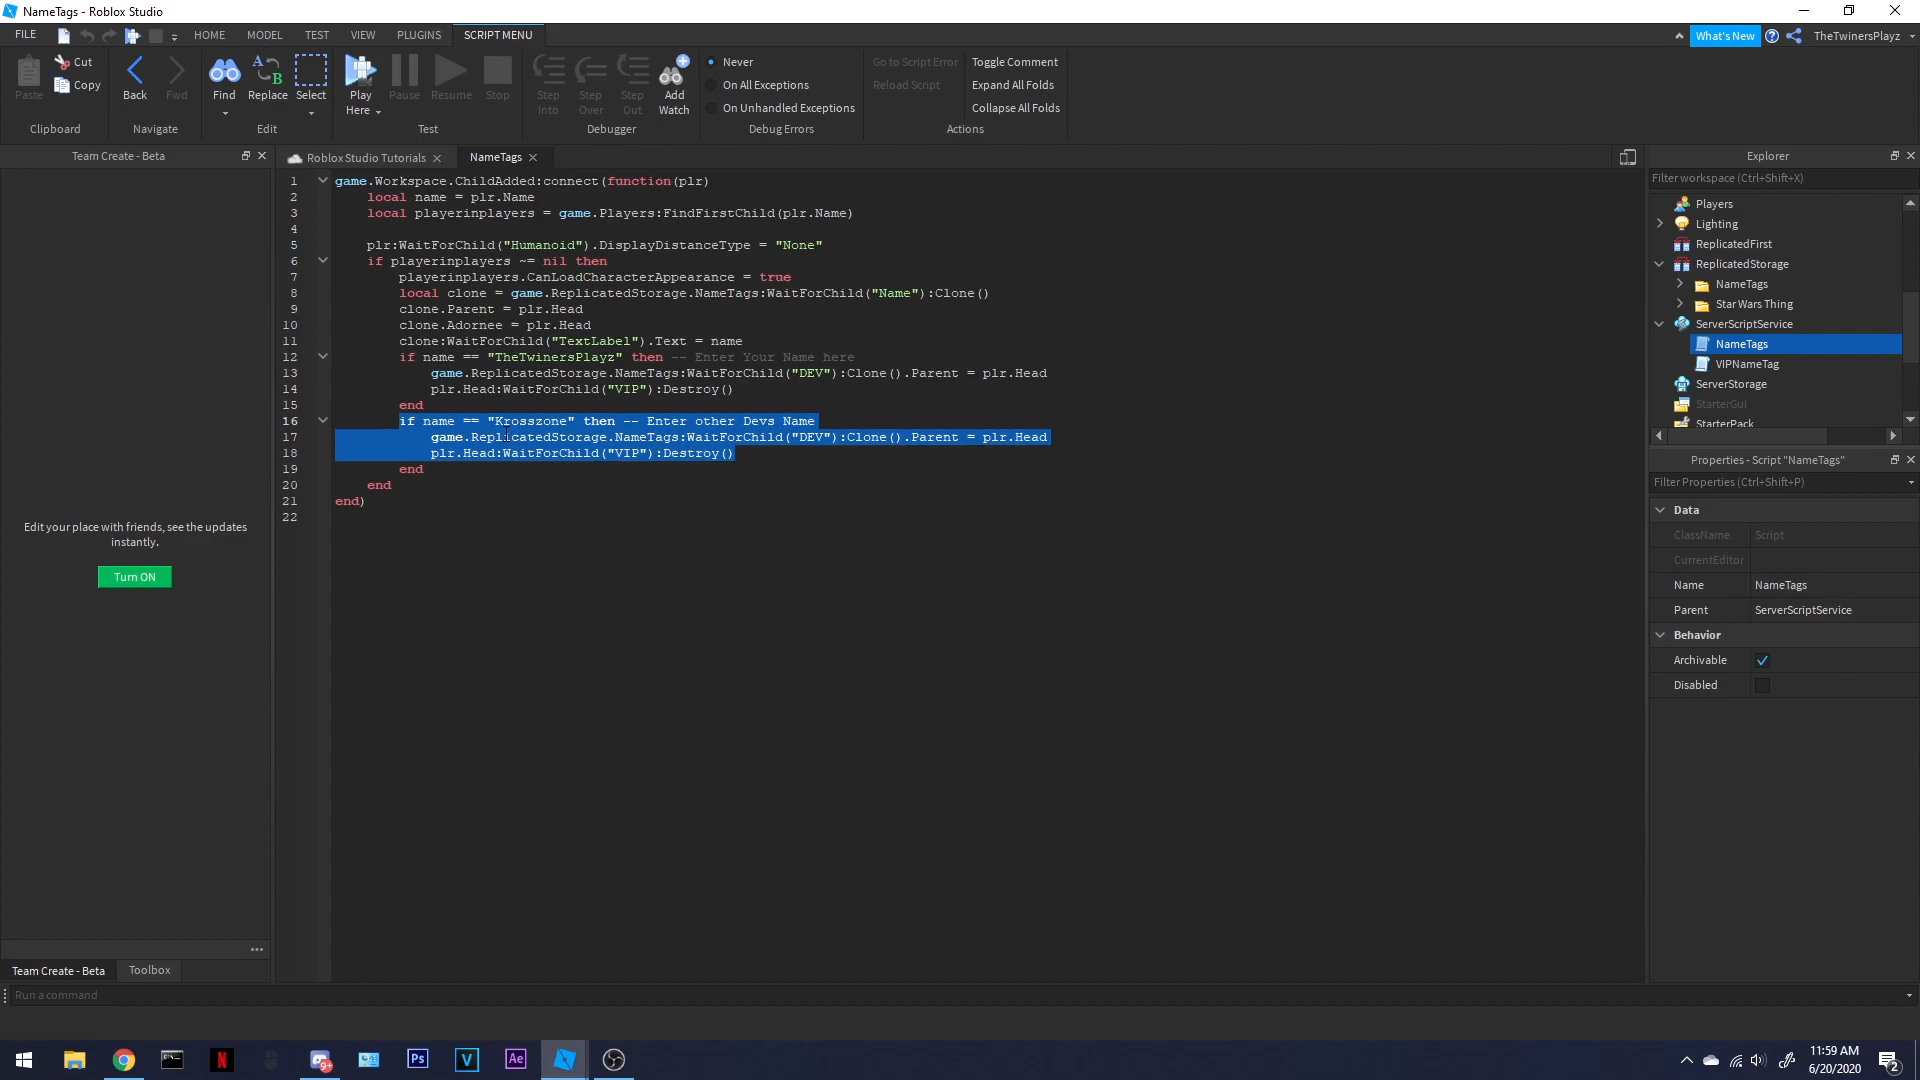 NameTags - Roblox Studio
FILE
HOME
MODEL
TEST
VIEW
PLUGINS
SCRIPT MENU
What's New
TheTwinersPlayz
Paste
Cut
Copy
Clipboard
Back
Fwd
Navigate
Find
Replace
Select
Edit
Play
Here
Pause
Resume
Stop
Test
Step
Into
Step
Over
Step
Out
Add
Watch
Debugger
Never
On All Exceptions
On Unhandled Exceptions
Debug Errors
Go to Script Error
Reload Script
Toggle Comment
Expand All Folds
Collapse All Folds
Actions
Team Create - Beta
Edit your place with friends, see the updates
instantly.
Turn ON
Team Create - Beta
Toolbox
Run a command
Roblox Studio Tutorials
NameTags
1 game.Workspace.ChildAdded:connect(function(plr)
2 local name = plr.Name
3 local playerinplayers = game.Players:FindFirstChild(plr.Name)
4
5 plr:WaitForChild("Humanoid").DisplayDistanceType = "None"
6 if playerinplayers ~= nil then
7 playerinplayers.CanLoadCharacterAppearance = true
8 local clone = game.ReplicatedStorage.NameTags:WaitForChild("Name"):Clone()
9 clone.Parent = plr.Head
10 clone.Adornee = plr.Head
11 clone:WaitForChild("TextLabel").Text = name
12 if name == "TheTwinersPlayz" then -- Enter Your Name here
13 game.ReplicatedStorage.NameTags:WaitForChild("DEV"):Clone().Parent = plr.Head
14 plr.Head:WaitForChild("VIP"):Destroy()
15 end
16 if name == "Krosszone" then -- Enter other Devs Name
17 game.ReplicatedStorage.NameTags:WaitForChild("DEV"):Clone().Parent = plr.Head
18 plr.Head:WaitForChild("VIP"):Destroy()
19 end
20 end
21 end)
22
Explorer
Filter workspace (Ctrl+Shift+X)
Players
Lighting
ReplicatedFirst
ReplicatedStorage
NameTags
Star Wars Thing
ServerScriptService
NameTags
VIPNameTag
ServerStorage
StarterGui
StarterPack
Properties - Script "NameTags"
Filter Properties (Ctrl+Shift+P)
Data
ClassName Script
CurrentEditor
Name NameTags
Parent ServerScriptService
Behavior
Archivable
Disabled
N
9+
Ps
V
Ae
11:59 AM
6/20/2020
2